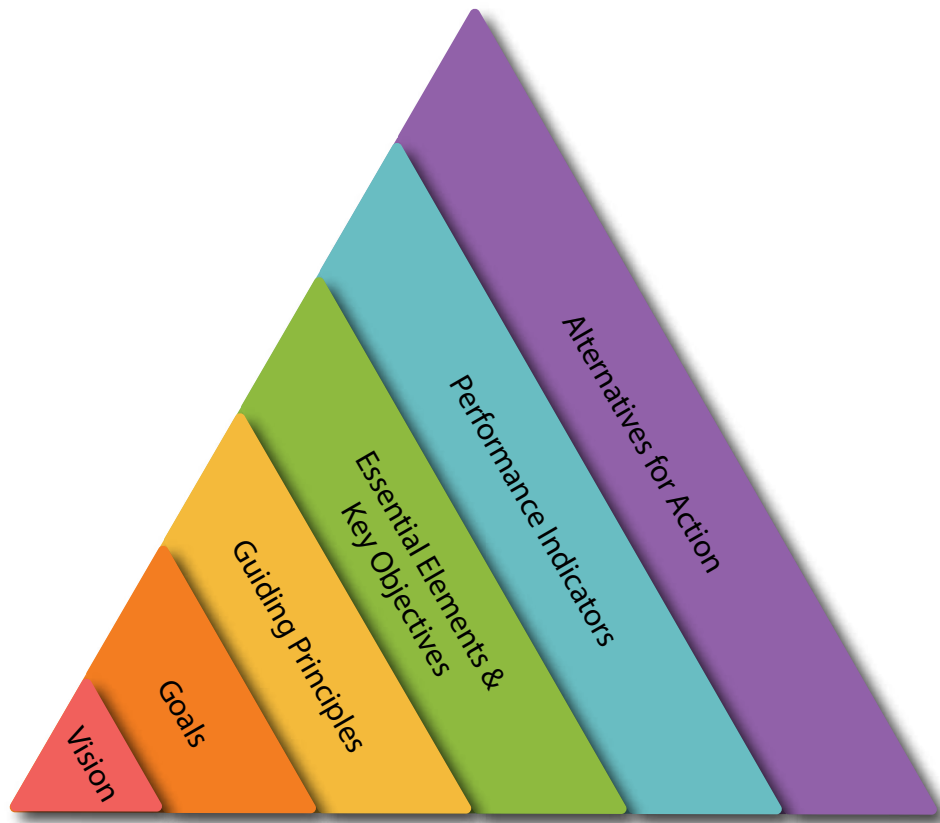 Vision
Goals
Guiding Principles
Essential Elements &
Key Objectives
Performance Indicators
Alternatives for Action